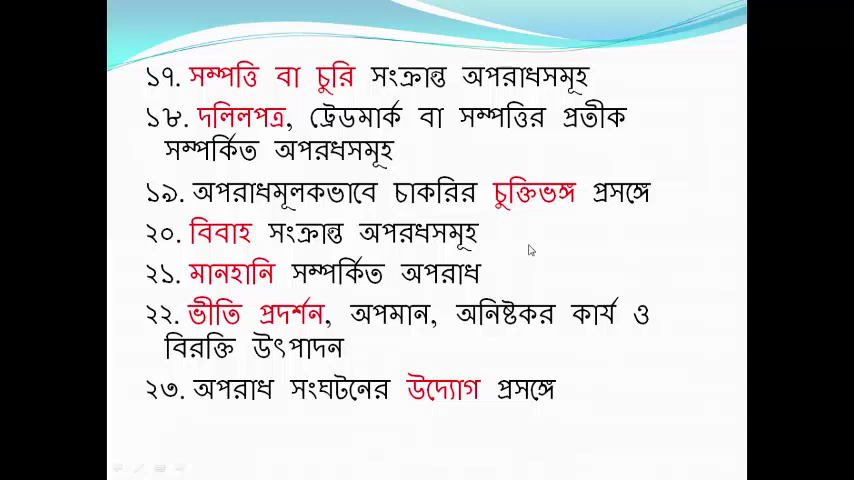 ১৭. সম্পত্তি বা চুরি সংক্রান্ত অপরাধসমূহ
১৮. দলিলপত্র, ট্রেডমার্ক বা সম্পত্তির প্রতীক
সম্পর্কিত অপরধসমূহ
১৯. অপরাধমূলকভাবে চাকরির চুক্তিভঙ্গ প্রসঙ্গে
২০. বিবাহ সংক্রান্ত অপরধসমূহ
২১. মানহানি সম্পর্কিত অপরাধ
২২. ভীতি প্রদর্শন, অপমান, অনিষ্টকর কার্য ও
বিরক্তি উৎপাদন
২৩. অপরাধ সংঘটনের উদ্যোগ প্রসঙ্গে